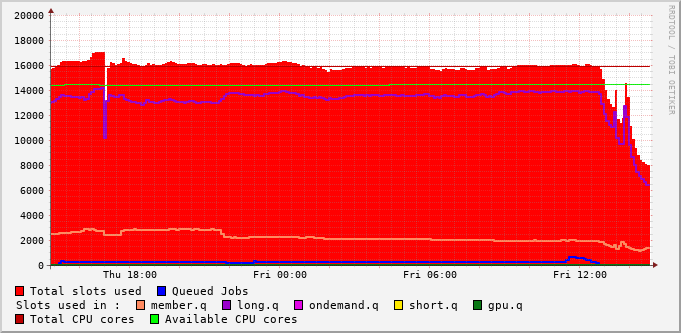 RRDTOOL / TOBI OETIKER
20000
18000
16000
14000
12000
10000
8000
6000
4000
2000
0
Thu 18:00 Fri 00:00 Fri 06:00 Fri 12:00
Total slots used Queued Jobs
Slots used in : member.q long.q ondemand.q short.q gpu.q
Total CPU cores Available CPU cores